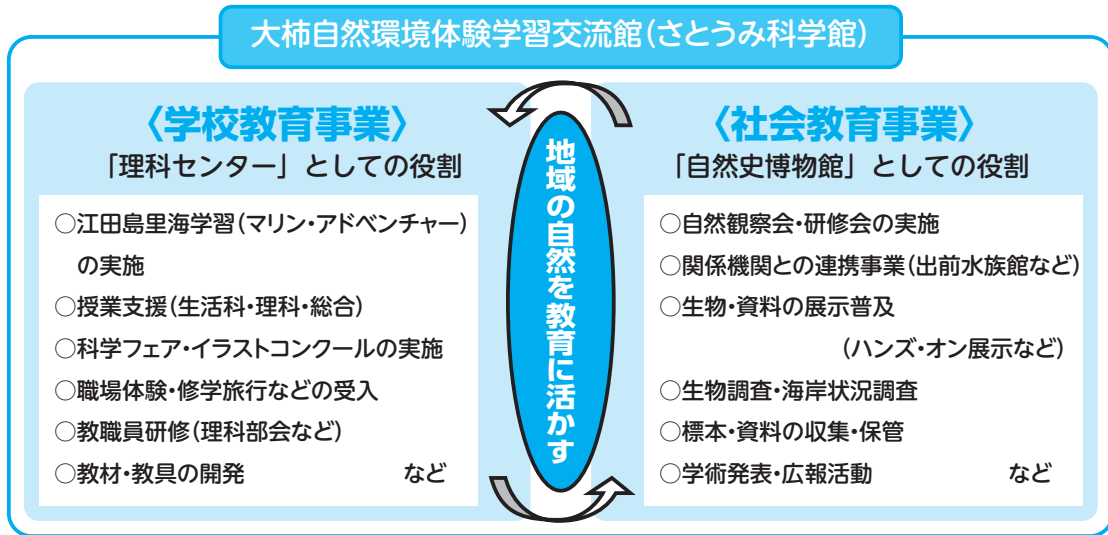 大柿自然環境体験学習交流館(さとうみ科学館)
〈学校教育事業〉
「理科センター」としての役割
○江田島里海学習(マリン・アドベンチャー)
の実施
○授業支援(生活科・理科・総合)
○科学フェア・イラストコンクールの実施
○職場体験・修学旅行などの受入
○教職員研修(理科部会など)
○教材・教具の開発 など
地域の自然を教育に活かす
〈社会教育事業〉
「自然史博物館」としての役割
○自然観察会・研修会の実施
○関係機関との連携事業(出前水族館など)
○生物・資料の展示普及
(ハンズ・オン展示など)
○生物調査・海岸状況調査
○標本・資料の収集・保管
○学術発表・広報活動 など